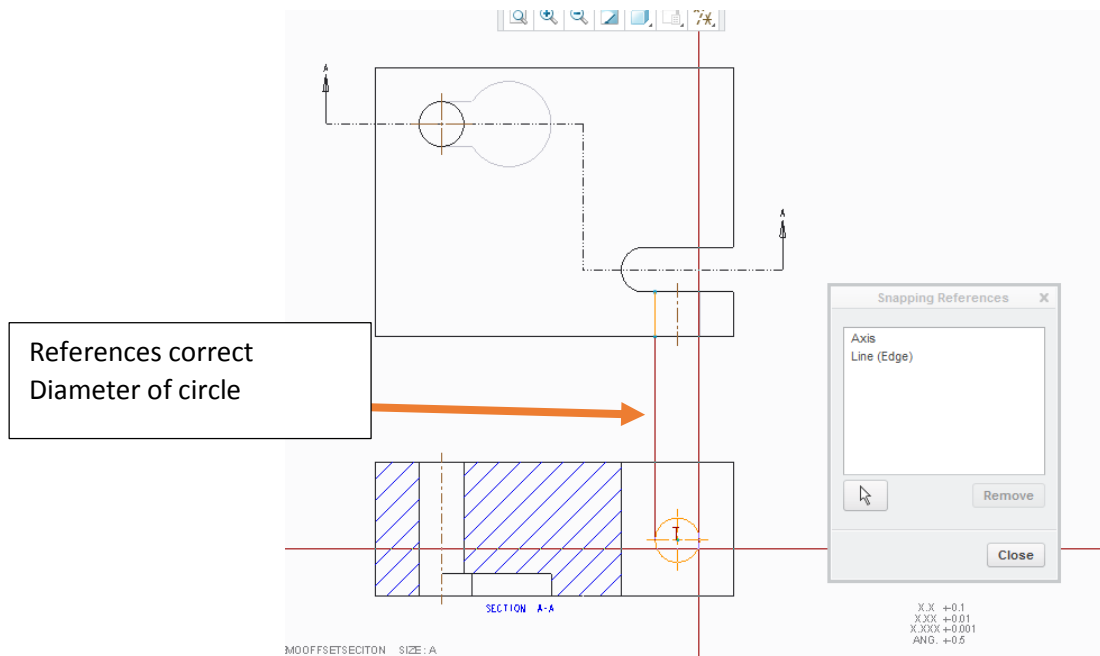 A
A
Snapping References X
Axis
Line (Edge)
References correct
Diameter of circle
Remove
Close
SECTION A-A
X.X +-0.1
X.XX +-0.01
X.XXX +-0.001
ANG. +-0.5
MOOFFSETSECITON SIZE : A